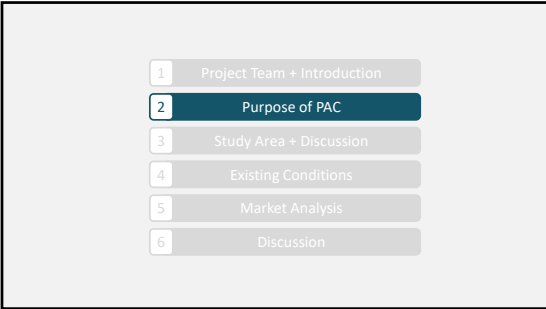 1 Project Team + Introduction
2 Purpose of PAC
3 Study Area + Discussion
4 Existing Conditions
5 Market Analysis
6 Discussion